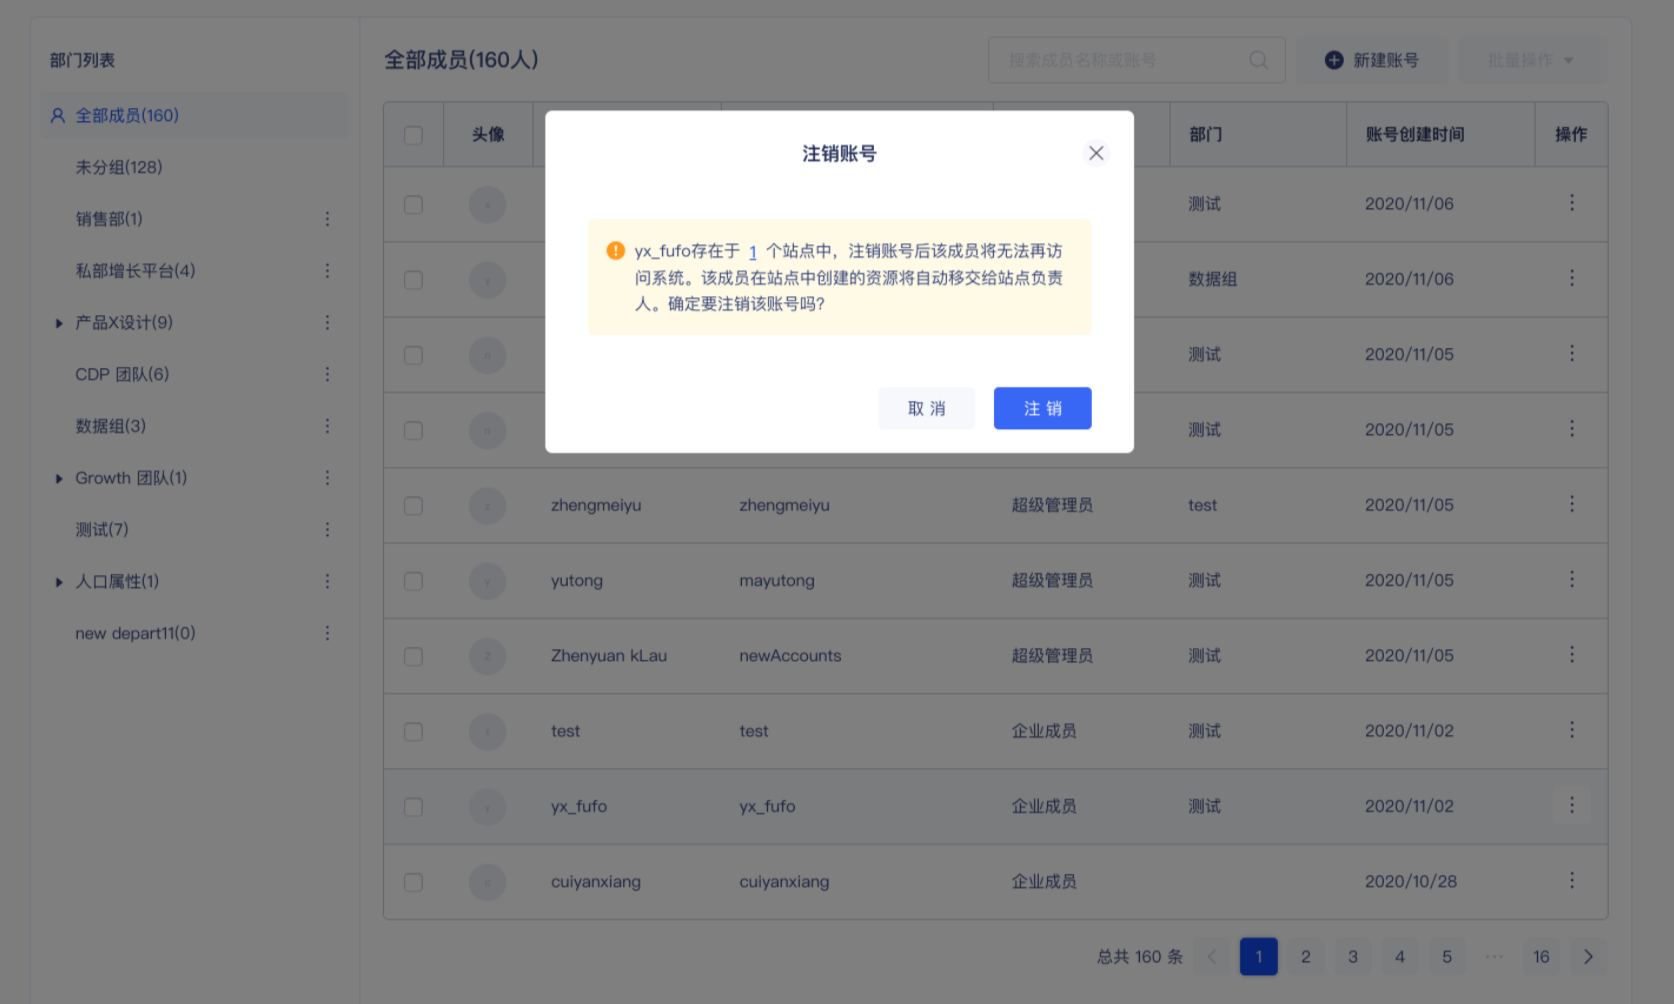 部门列表
全部成员(160)
未分组(128)
销售部(1)
私部增长平台(4)
产品X设计(9)
CDP 团队(6)
数据组(3)
Growth 团队(1)
测试(7)
人口属性(1)
new depart11(0)
全部成员(160人)
搜索成员名称或账号
新建账号
批量操作
头像 部门 账号创建时间 操作
测试 2020/11/06
数据组 2020/11/06
测试 2020/11/05
测试 2020/11/05
zhengmeiyu zhengmeiyu 超级管理员 test 2020/11/05
yutong mayutong 超级管理员 测试 2020/11/05
Zhenyuan kLau newAccounts 超级管理员 测试 2020/11/05
test test 企业成员 测试 2020/11/02
yx_fufo yx_fufo 企业成员 测试 2020/11/02
cuiyanxiang cuiyanxiang 企业成员 2020/10/28
总共 160 条 1 2 3 4 5 ··· 16
注销账号
yx_fufo存在于 1 个站点中，注销账号后该成员将无法再访
问系统。该成员在站点中创建的资源将自动移交给站点负责
人。确定要注销该账号吗?
取 消
注 销